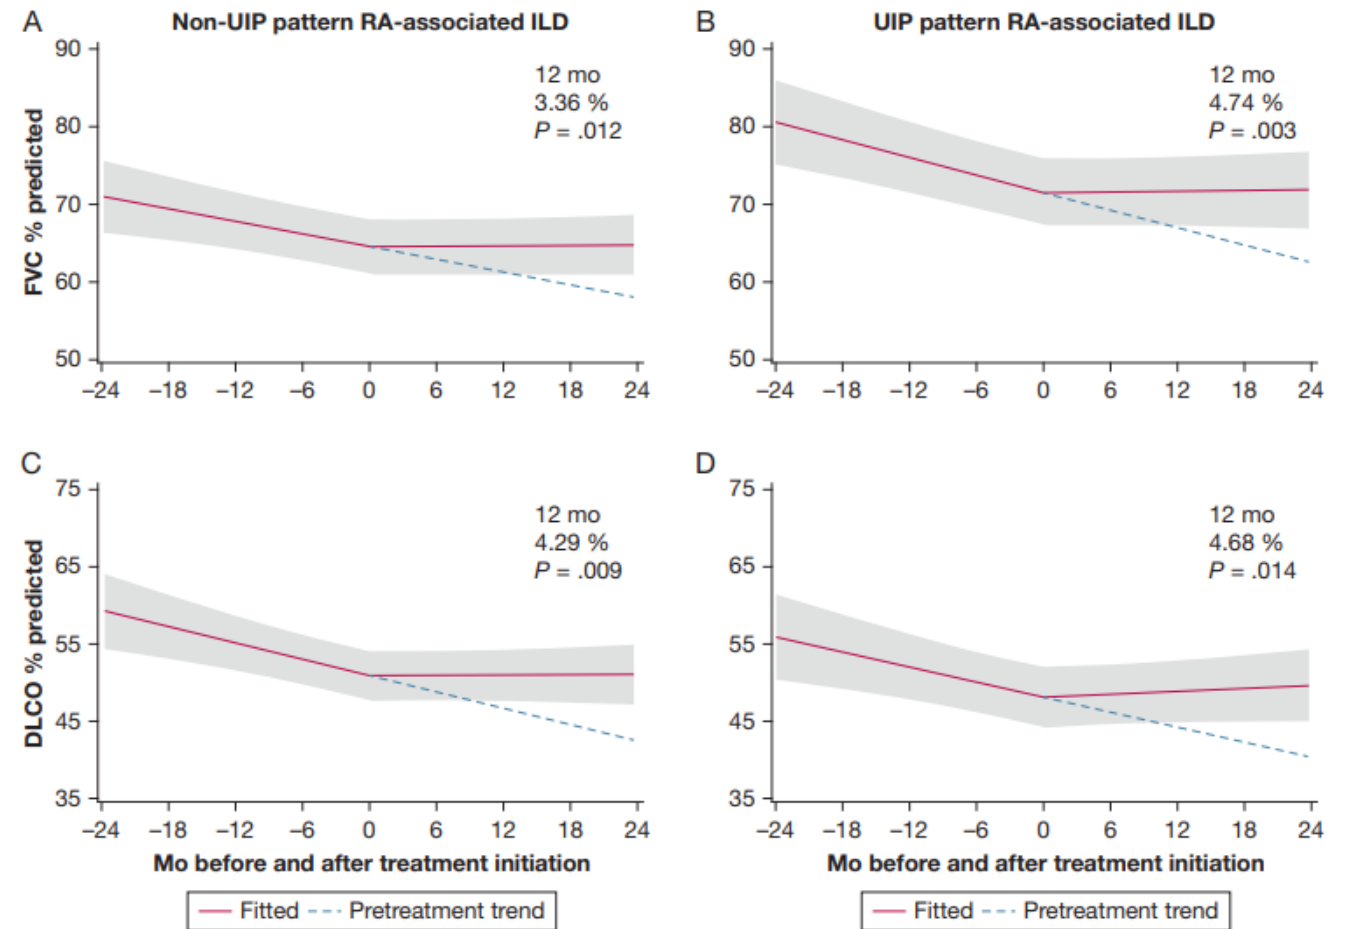 A
Non-UIP pattern RA-associated ILD
FVC % predicted
90
80
70
60
50
12 mo
3.36 %
P = .012
–24 –18 –12 –6 0 6 12 18 24
B
UIP pattern RA-associated ILD
90
80
70
60
50
12 mo
4.74 %
P = .003
–24 –18 –12 –6 0 6 12 18 24
C
DLCO % predicted
75
65
55
45
35
12 mo
4.29 %
P = .009
–24 –18 –12 –6 0 6 12 18 24
Mo before and after treatment initiation
Fitted Pretreatment trend
D
75
65
55
45
35
12 mo
4.68 %
P = .014
–24 –18 –12 –6 0 6 12 18 24
Mo before and after treatment initiation
Fitted Pretreatment trend